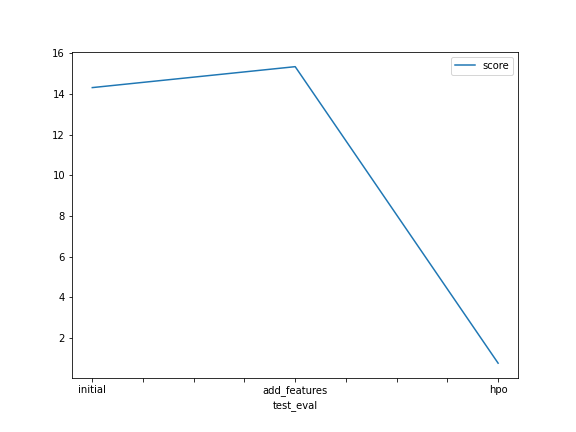 16
14
12
10
8
6
4
2
score
initial
add_features
hpo
test_eval